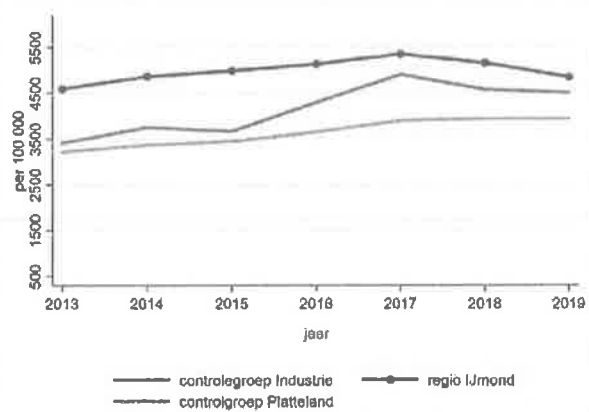 per 100 000
5500
4500
3500
2500
1500
500
2013 2014 2015 2016 2017 2018 2019
jaar
controlegroep Industrie regio IJmond
controlgroep Platteland